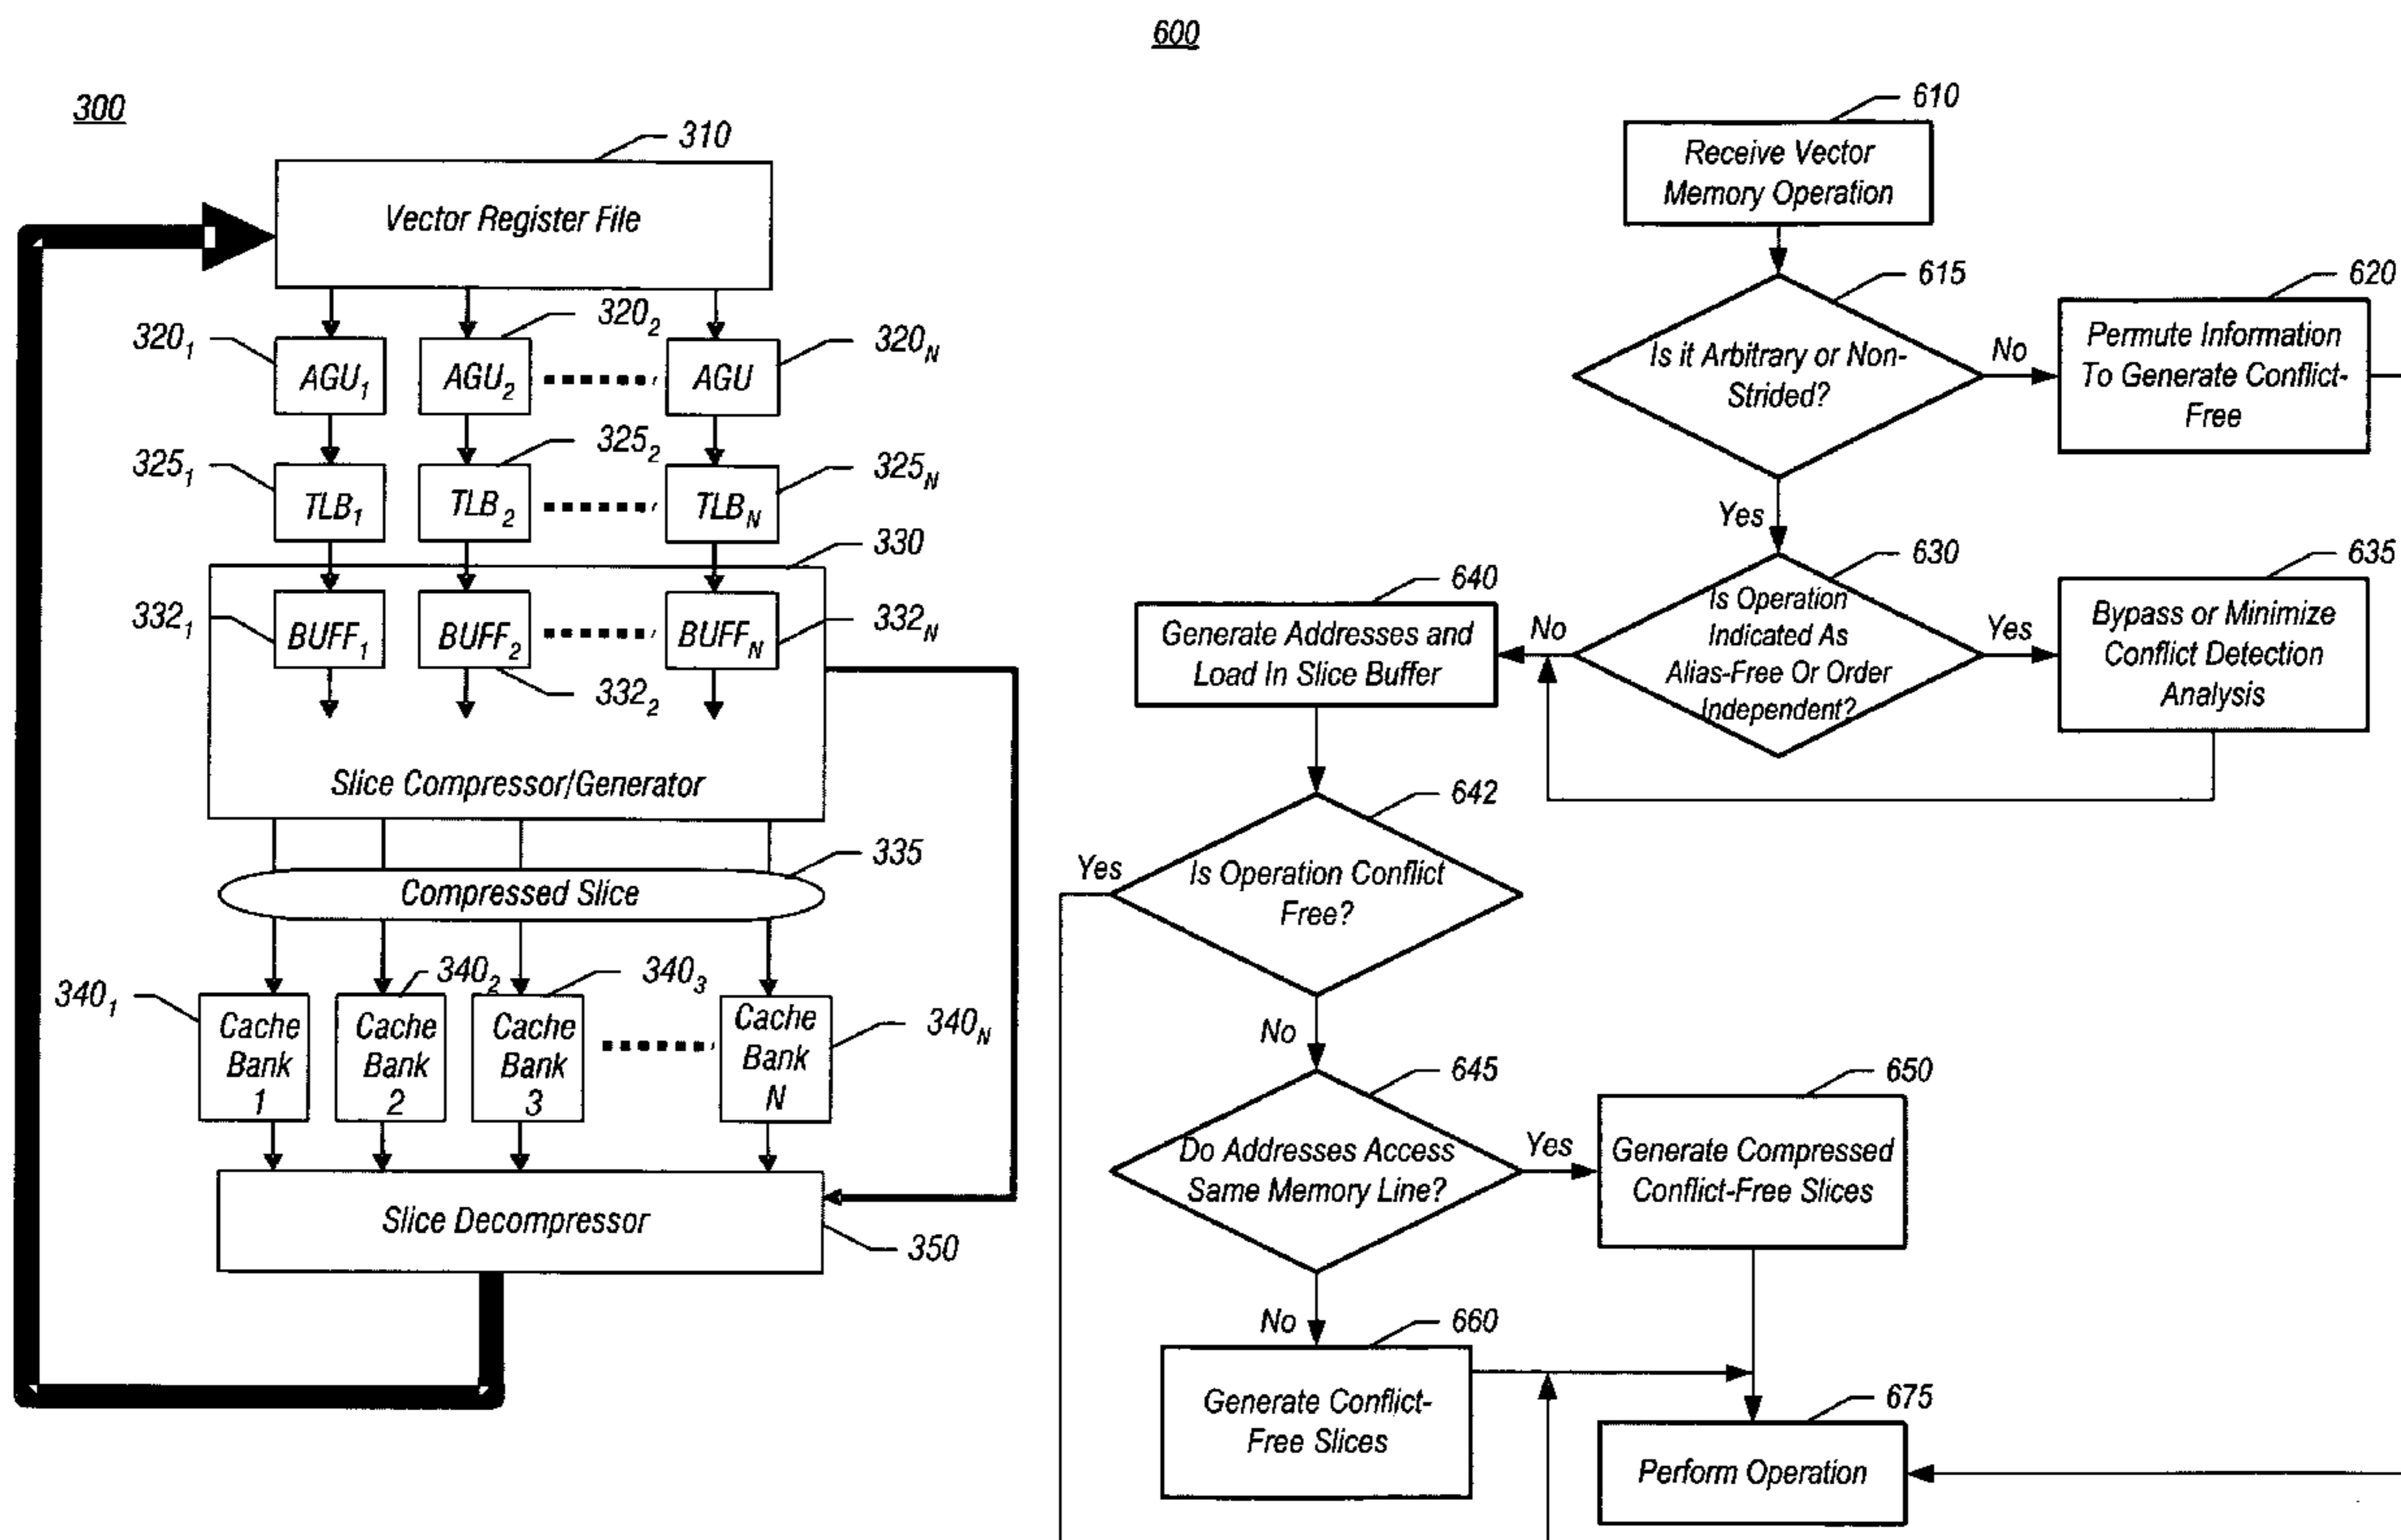 300
310
Vector Register File
320₁
320₂
320ₙ
AGU₁
AGU₂
AGU
325₁
325₂
325ₙ
TLB₁
TLB₂
TLBₙ
330
332₁
BUFF₁
BUFF₂
BUFFₙ
332ₙ
332₂
Slice Compressor/Generator
335
Compressed Slice
340₁
340₂
340₃
340ₙ
Cache
Bank
1
Cache
Bank
2
Cache
Bank
3
Cache
Bank
N
Slice Decompressor
350
600
610
Receive Vector
Memory Operation
615
Is it Arbitrary or Non-
Strided?
No
620
Permute Information
To Generate Conflict-
Free
Yes
630
Is Operation
Indicated As
Alias-Free Or Order
Independent?
Yes
635
Bypass or Minimize
Conflict Detection
Analysis
No
640
Generate Addresses and
Load In Slice Buffer
642
Is Operation Conflict
Free?
Yes
No
645
Do Addresses Access
Same Memory Line?
Yes
650
Generate Compressed
Conflict-Free Slices
No
660
Generate Conflict-
Free Slices
675
Perform Operation